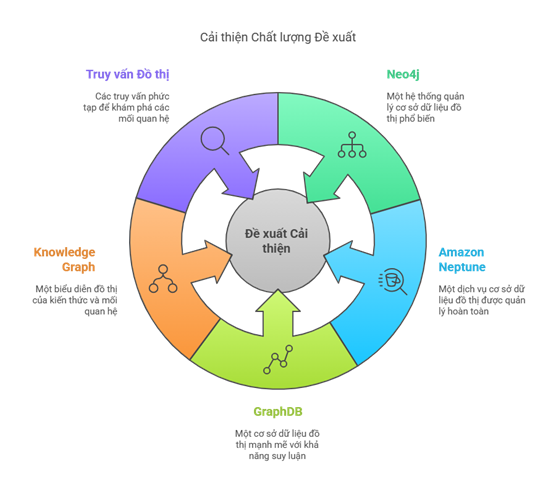 Cải thiện Chất lượng Đề xuất
Truy vấn Đồ thị
Các truy vấn phức
tạp để khám phá các
mối quan hệ
Neo4j
Một hệ thống quản
lý cơ sở dữ liệu đồ
thị phổ biến
Đề xuất Cải
thiện
Knowledge
Graph
Một biểu diễn đồ thị
của kiến thức và mối
quan hệ
Amazon
Neptune
Một dịch vụ cơ sở dữ
liệu đồ thị được quản
lý hoàn toàn
GraphDB
Một cơ sở dữ liệu đồ
thị mạnh mẽ với khả
năng suy luận